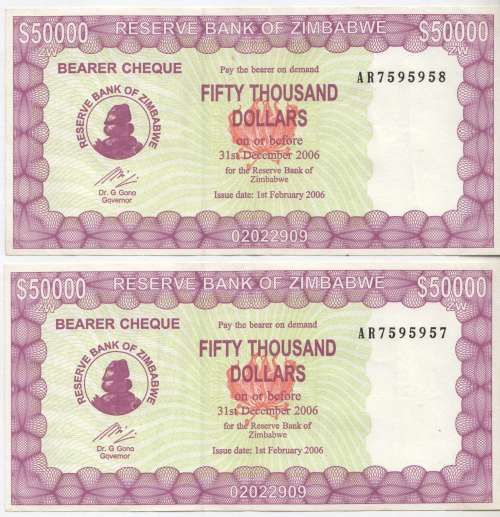 $50000 RESERVE BANK OF ZIMBABWE $50000
ZW ZW
BEARER CHEQUE
Pay the bearer on demand
AR7595958
RESERVE BANK OF ZIMBABWE
FIFTY THOUSAND
DOLLARS
on or before
31st December 2006
for the Reserve Bank of
Zimbabwe
Dr. G Gono
Governor
Issue date: 1st February 2006
02022909
$50000 RESERVE BANK OF ZIMBABWE $50000
ZW ZW
BEARER CHEQUE
Pay the bearer on demand
AR7595957
RESERVE BANK OF ZIMBABWE
FIFTY THOUSAND
DOLLARS
on or before
31st December 2006
for the Reserve Bank of
Zimbabwe
Dr. G Gono
Governor
Issue date: 1st February 2006
02022909